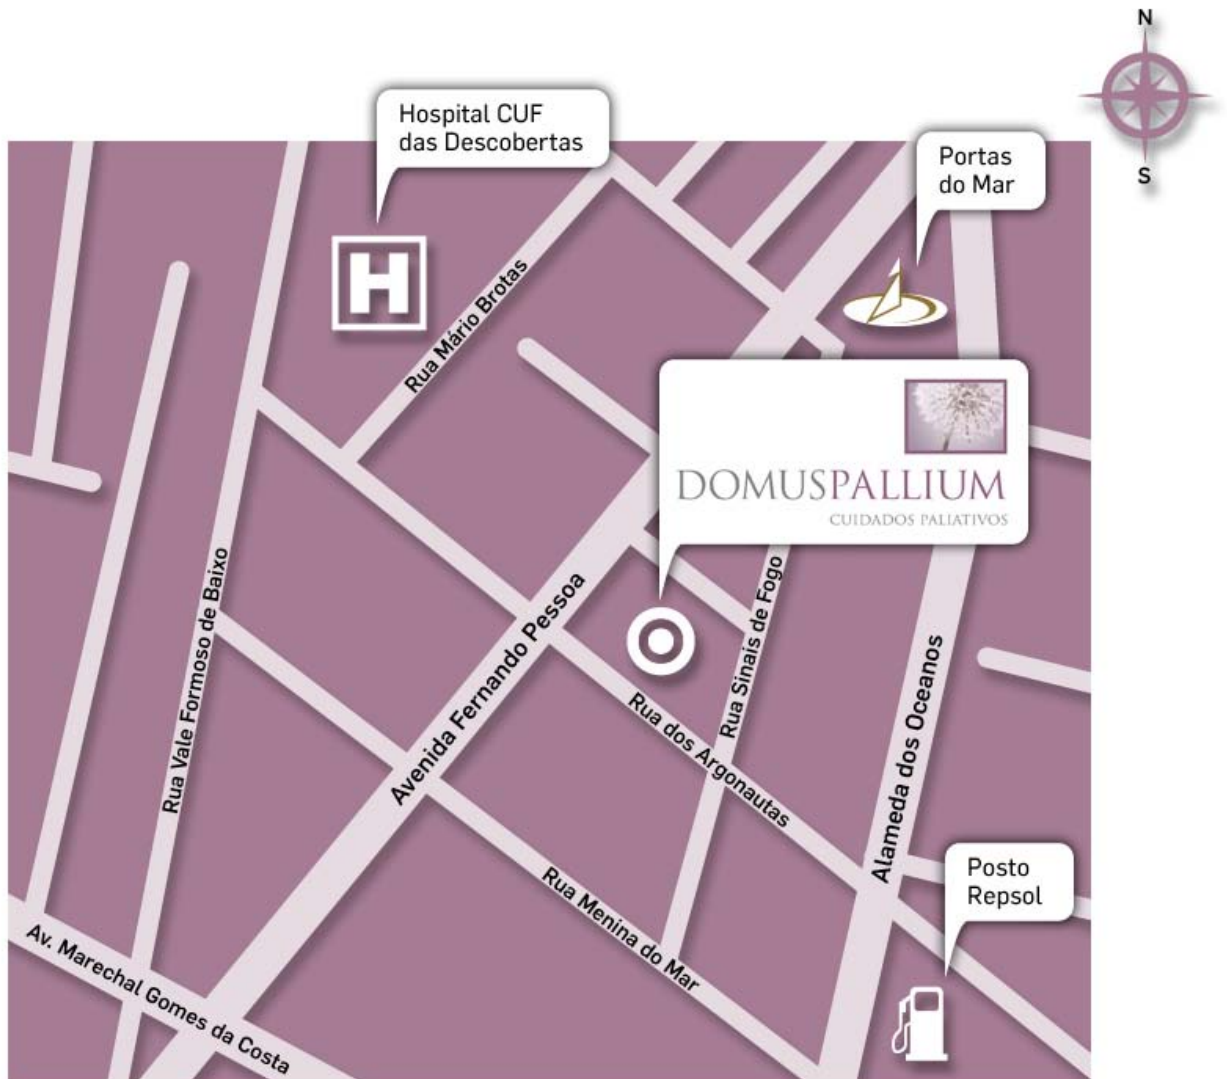 N
S
Hospital CUF
das Descobertas
Portas
do Mar
H
Rua Mário Brotas
DOMUSPALLIUM
CUIDADOS PALIATIVOS
Rua Vale Formoso de Baixo
Avenida Fernando Pessoa
Rua Sinais de Fogo
Rua dos Argonautas
Alameda dos Oceanos
Posto
Repsol
Rua Menina do Mar
Av. Marechal Gomes da Costa